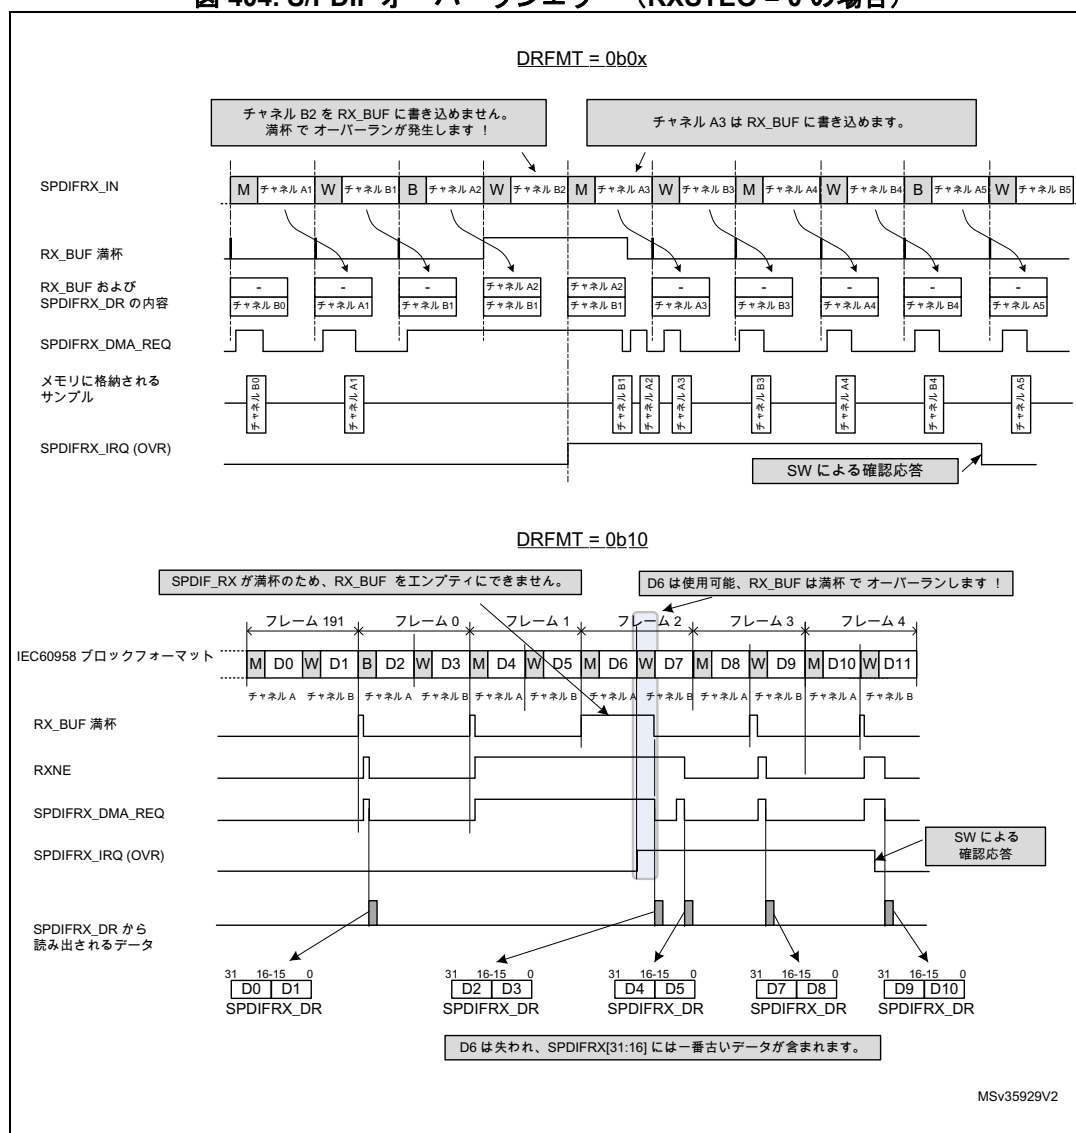 図 404. S/PDIF オーバーランエラー（RXSTEO = 0 の場合）
DRFMT = 0b0x
チャネル B2 を RX_BUF に書き込めません。
満杯 で オーバーランが発生します ！
チャネル A3 は RX_BUF に書き込めます。
SPDIFRX_IN
M チャネル A1 W チャネル B1 B チャネル A2 W チャネル B2 M チャネル A3 W チャネル B3 M チャネル A4 W チャネル B4 B チャネル A5 W チャネル B5
RX_BUF 満杯
RX_BUF および
SPDIFRX_DR の内容
- - - チャネル A2 チャネル A2 - - - - -
チャネル B0 チャネル A1 チャネル B1 チャネル B1 チャネル B1 チャネル A3 チャネル B3 チャネル A4 チャネル B4 チャネル A5
SPDIFRX_DMA_REQ
メモリに格納される
サンプル
チャネル B0 チャネル A1 チャネル B1 チャネル A2 チャネル A3 チャネル B3 チャネル A4 チャネル B4 チャネル A5
SPDIFRX_IRQ (OVR)
SW による確認応答
DRFMT = 0b10
SPDIF_RX が満杯のため、RX_BUF をエンプティにできません。
D6 は使用可能、RX_BUF は満杯 で オーバーランします ！
フレーム 191 フレーム 0 フレーム 1 フレーム 2 フレーム 3 フレーム 4
IEC60958 ブロックフォーマット
M D0 W D1 B D2 W D3 M D4 W D5 M D6 W D7 M D8 W D9 M D10 W D11
チャネル A チャネル B チャネル A チャネル B チャネル A チャネル B チャネル A チャネル B チャネル A チャネル B チャネル A チャネル B
RX_BUF 満杯
RXNE
SPDIFRX_DMA_REQ
SPDIFRX_IRQ (OVR)
SW による
確認応答
SPDIFRX_DR から
読み出されるデータ
31 16-15 0 31 16-15 0 31 16-15 0 31 16-15 0 31 16-15 0
D0 D1 D2 D3 D4 D5 D7 D8 D9 D10
SPDIFRX_DR SPDIFRX_DR SPDIFRX_DR SPDIFRX_DR SPDIFRX_DR
D6 は失われ、SPDIFRX[31:16] には一番古いデータが含まれます。
MSv35929V2